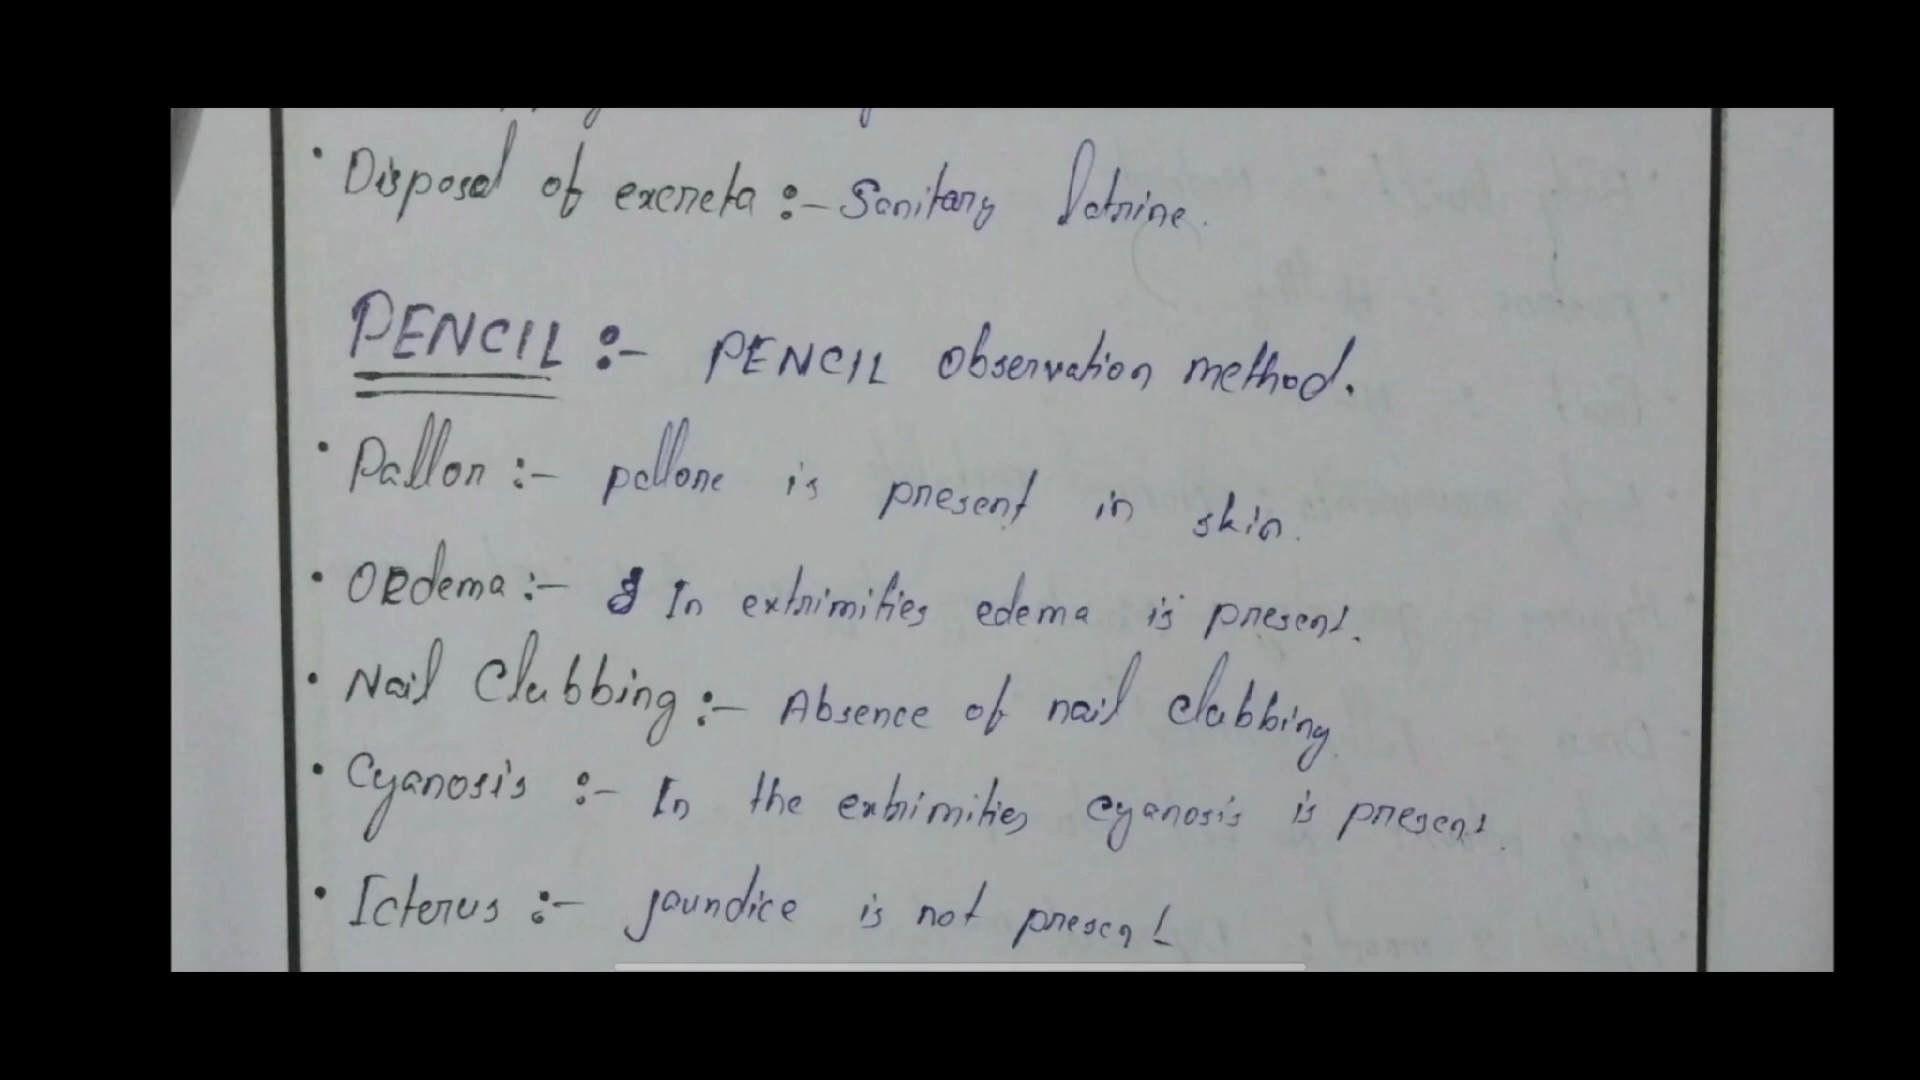 • Disposal of excreta :- Sanitary latrine.
PENCIL :- PENCIL Observation method.
• Pallor :- pallore is present in skin.
• OEdema :- In extrimities edema is present.
• Nail Clubbing :- Absence of nail clubbing.
• Cyanosis :- In the extrimities cyanosis is present.
• Icterus :- jaundice is not present